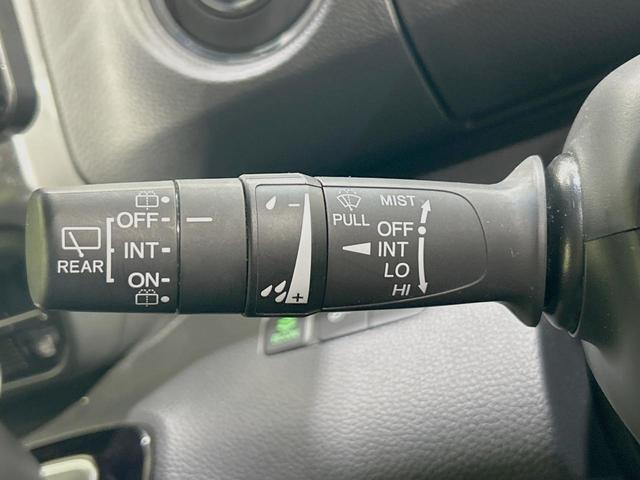 OFF
INT
ON
REAR
-
+
PULL
MIST
OFF
INT
LO
HI